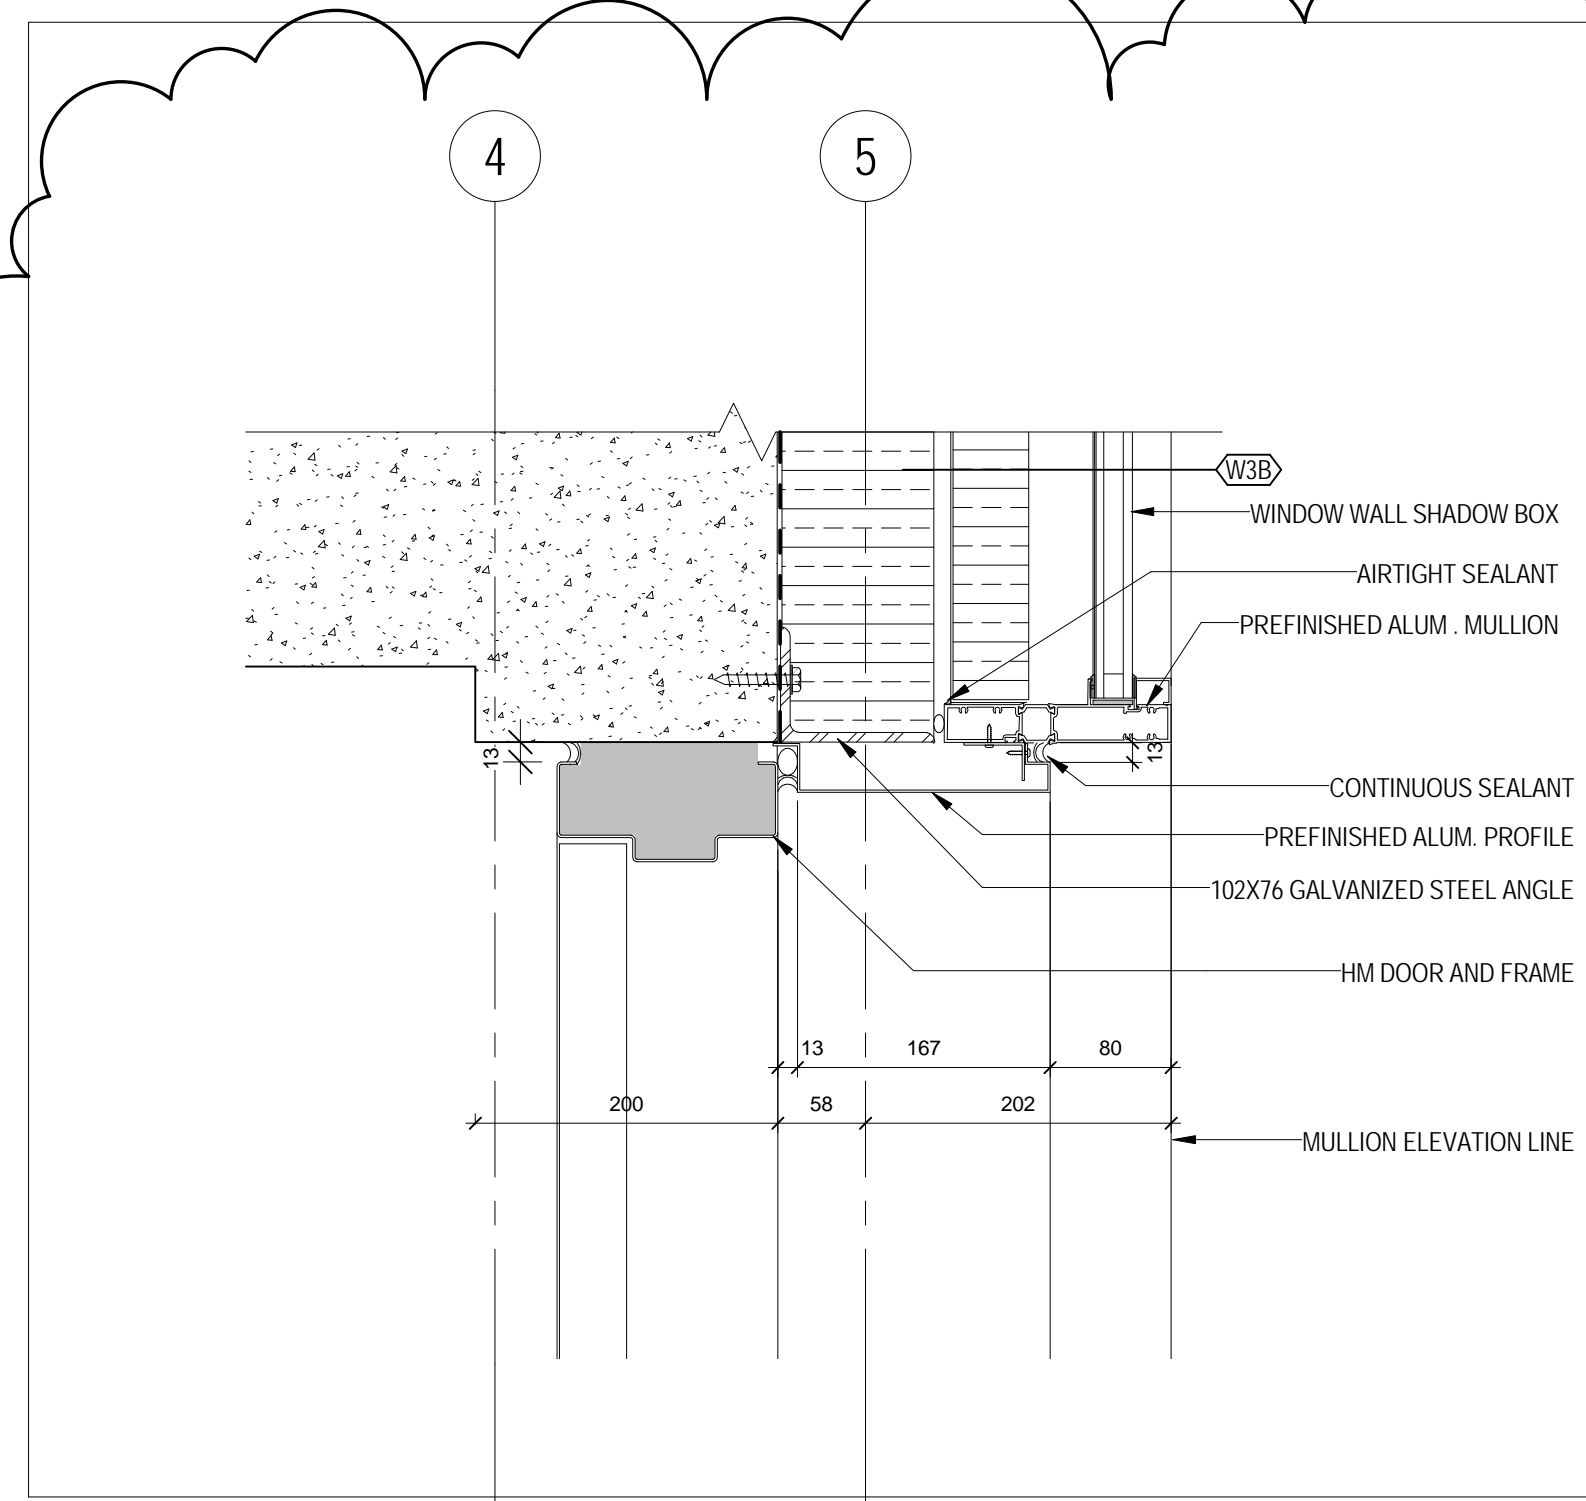 4
5
W3B
WINDOW WALL SHADOW BOX
AIRTIGHT SEALANT
PREFINISHED ALUM . MULLION
13
13
CONTINUOUS SEALANT
PREFINISHED ALUM. PROFILE
102X76 GALVANIZED STEEL ANGLE
HM DOOR AND FRAME
13 167 80
200 58 202
MULLION ELEVATION LINE